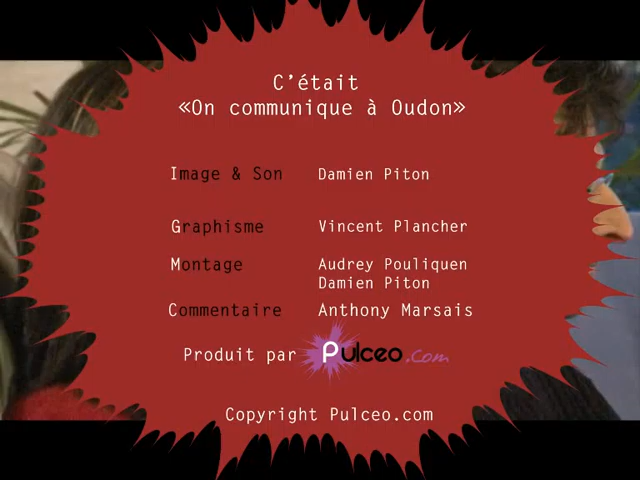 C'était
«On communique à Oudon»
Image & Son Damien Piton
Graphisme Vincent Plancher
Montage Audrey Pouliquen
Damien Piton
Commentaire Anthony Marsais
Produit par Pulceo.com
Copyright Pulceo.com